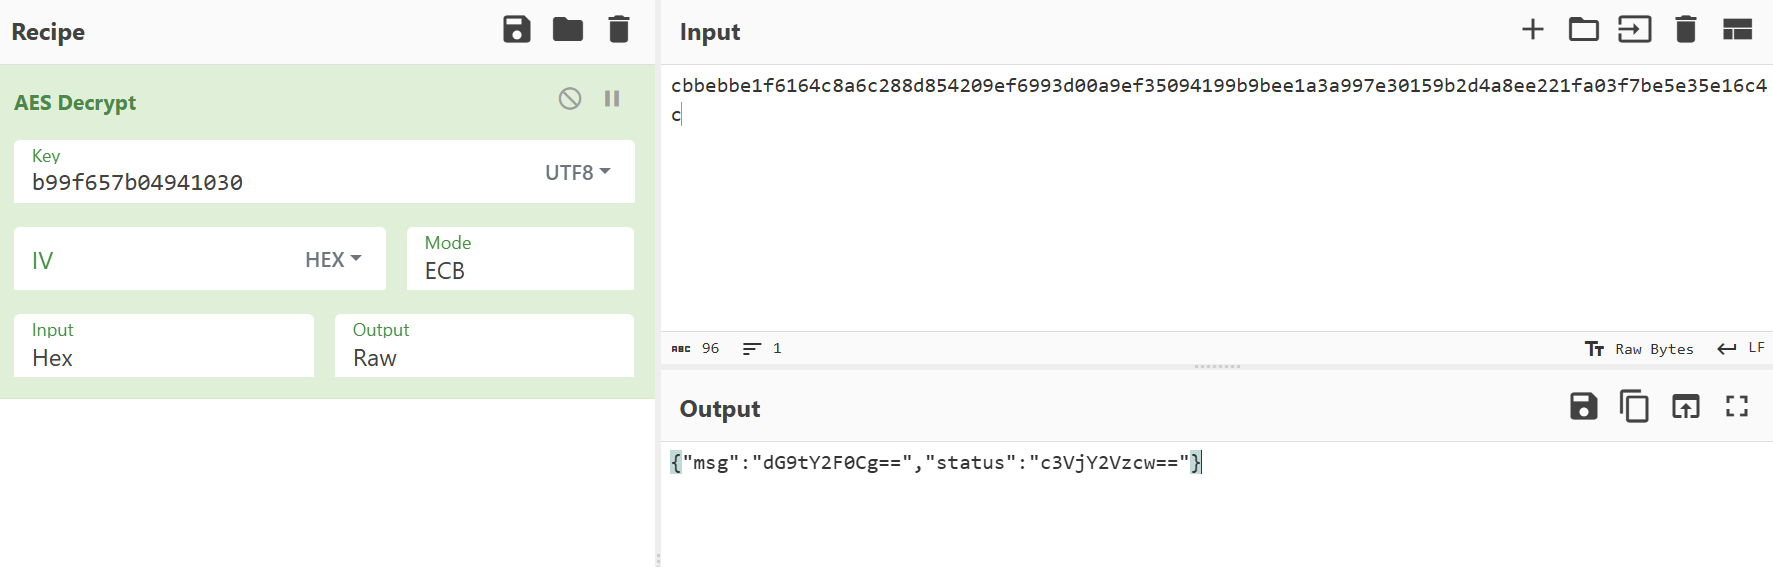 Recipe
AES Decrypt
Key
b99f657b04941030
UTF8
IV
HEX
Mode
ECB
Input
Hex
Output
Raw
Input
cbbebbe1f6164c8a6c288d854209ef6993d00a9ef35094199b9bee1a3a997e30159b2d4a8ee221fa03f7be5e35e16c4
c
ABC 96
1
Tт Raw Bytes
LF
Output
{"msg":"dG9tY2F0Cg==","status":"c3VjY2Vzcw=="}